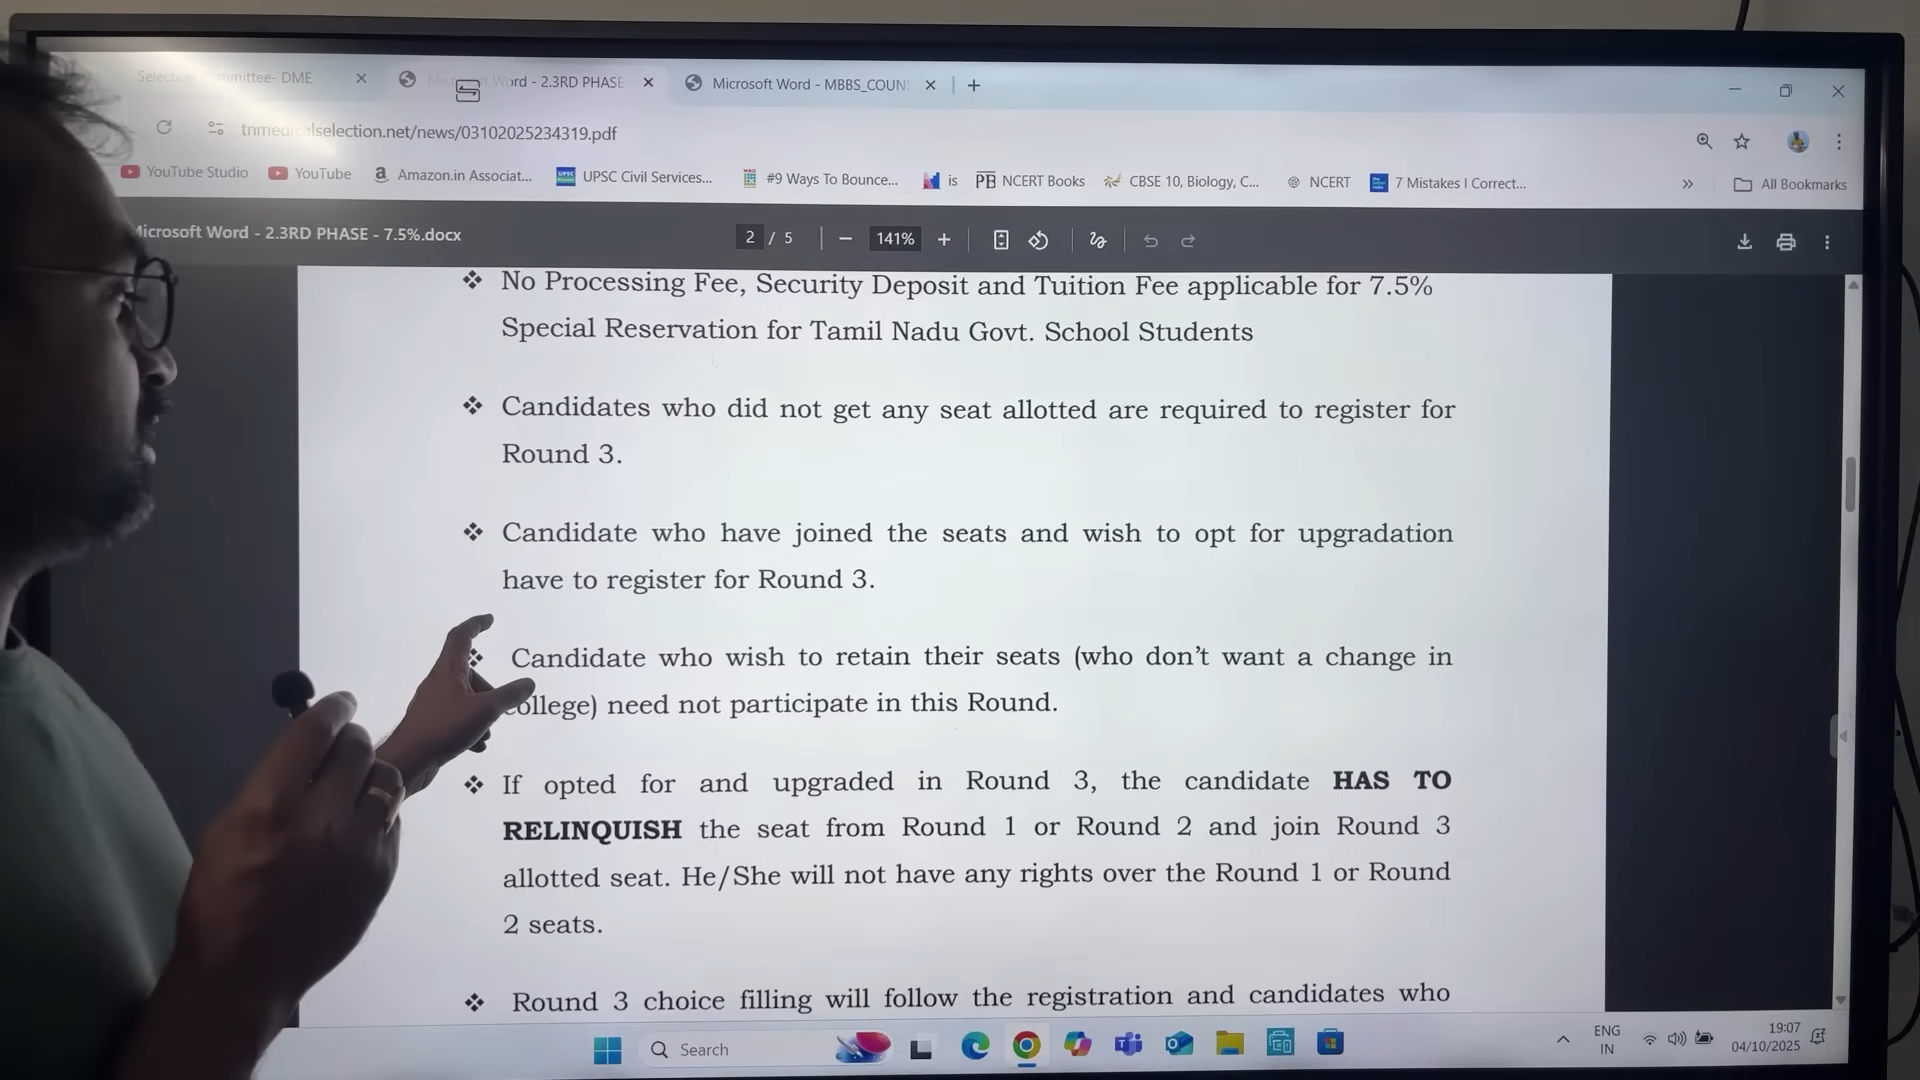 Selection Committee- DME
Word - 2.3RD PHASE
Microsoft Word - MBBS_COUN
tnmedicalselection.net/news/03102025234319.pdf
YouTube Studio
YouTube
Amazon.in Associat...
UPSC Civil Services...
#9 Ways To Bounce...
is
PB NCERT Books
CBSE 10, Biology, C...
NCERT
7 Mistakes I Correct...
All Bookmarks
Microsoft Word - 2.3RD PHASE - 7.5%.docx
2 / 5
141%
No Processing Fee, Security Deposit and Tuition Fee applicable for 7.5%
Special Reservation for Tamil Nadu Govt. School Students
Candidates who did not get any seat allotted are required to register for
Round 3.
Candidate who have joined the seats and wish to opt for upgradation
have to register for Round 3.
Candidate who wish to retain their seats (who don't want a change in
college) need not participate in this Round.
If opted for and upgraded in Round 3, the candidate HAS TO
RELINQUISH the seat from Round 1 or Round 2 and join Round 3
allotted seat. He/She will not have any rights over the Round 1 or Round
2 seats.
Round 3 choice filling will follow the registration and candidates who
Search
ENG
IN
19:07
04/10/2025